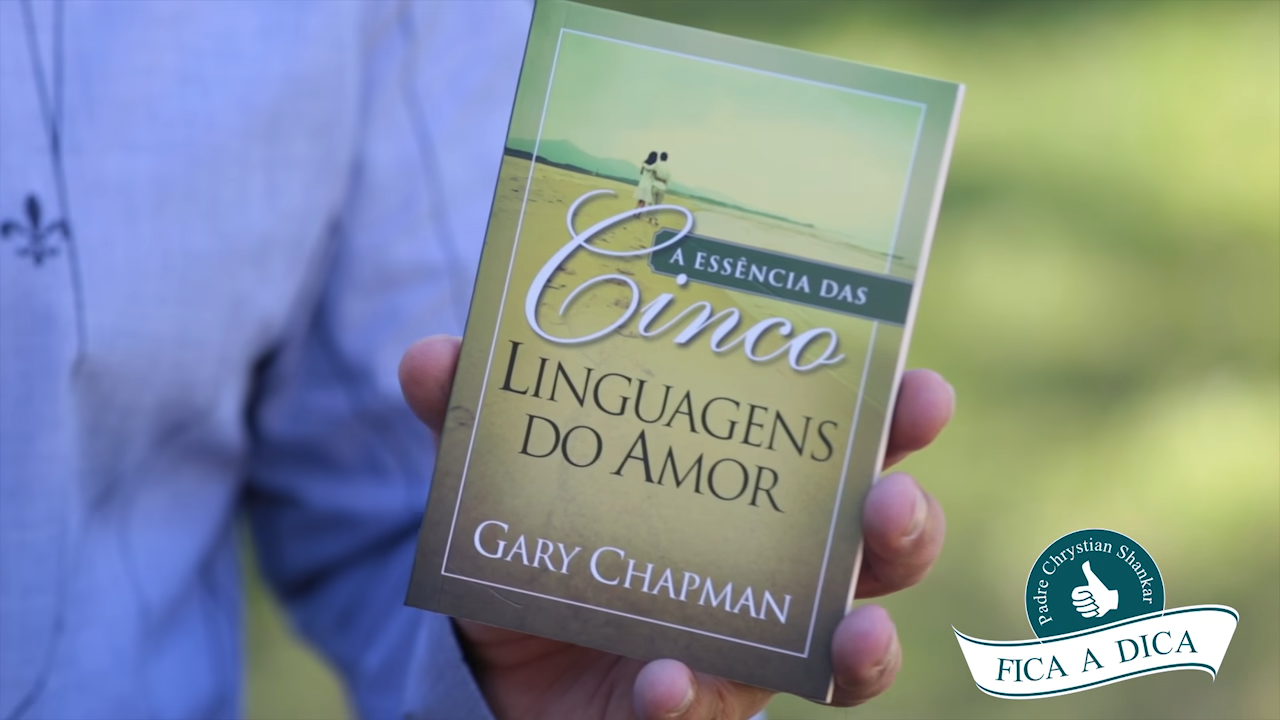 A ESSÊNCIA DAS
Cinco
LINGUAGENS
DO AMOR
GARY CHAPMAN
Padre Chrystian Shankar
FICA A DICA